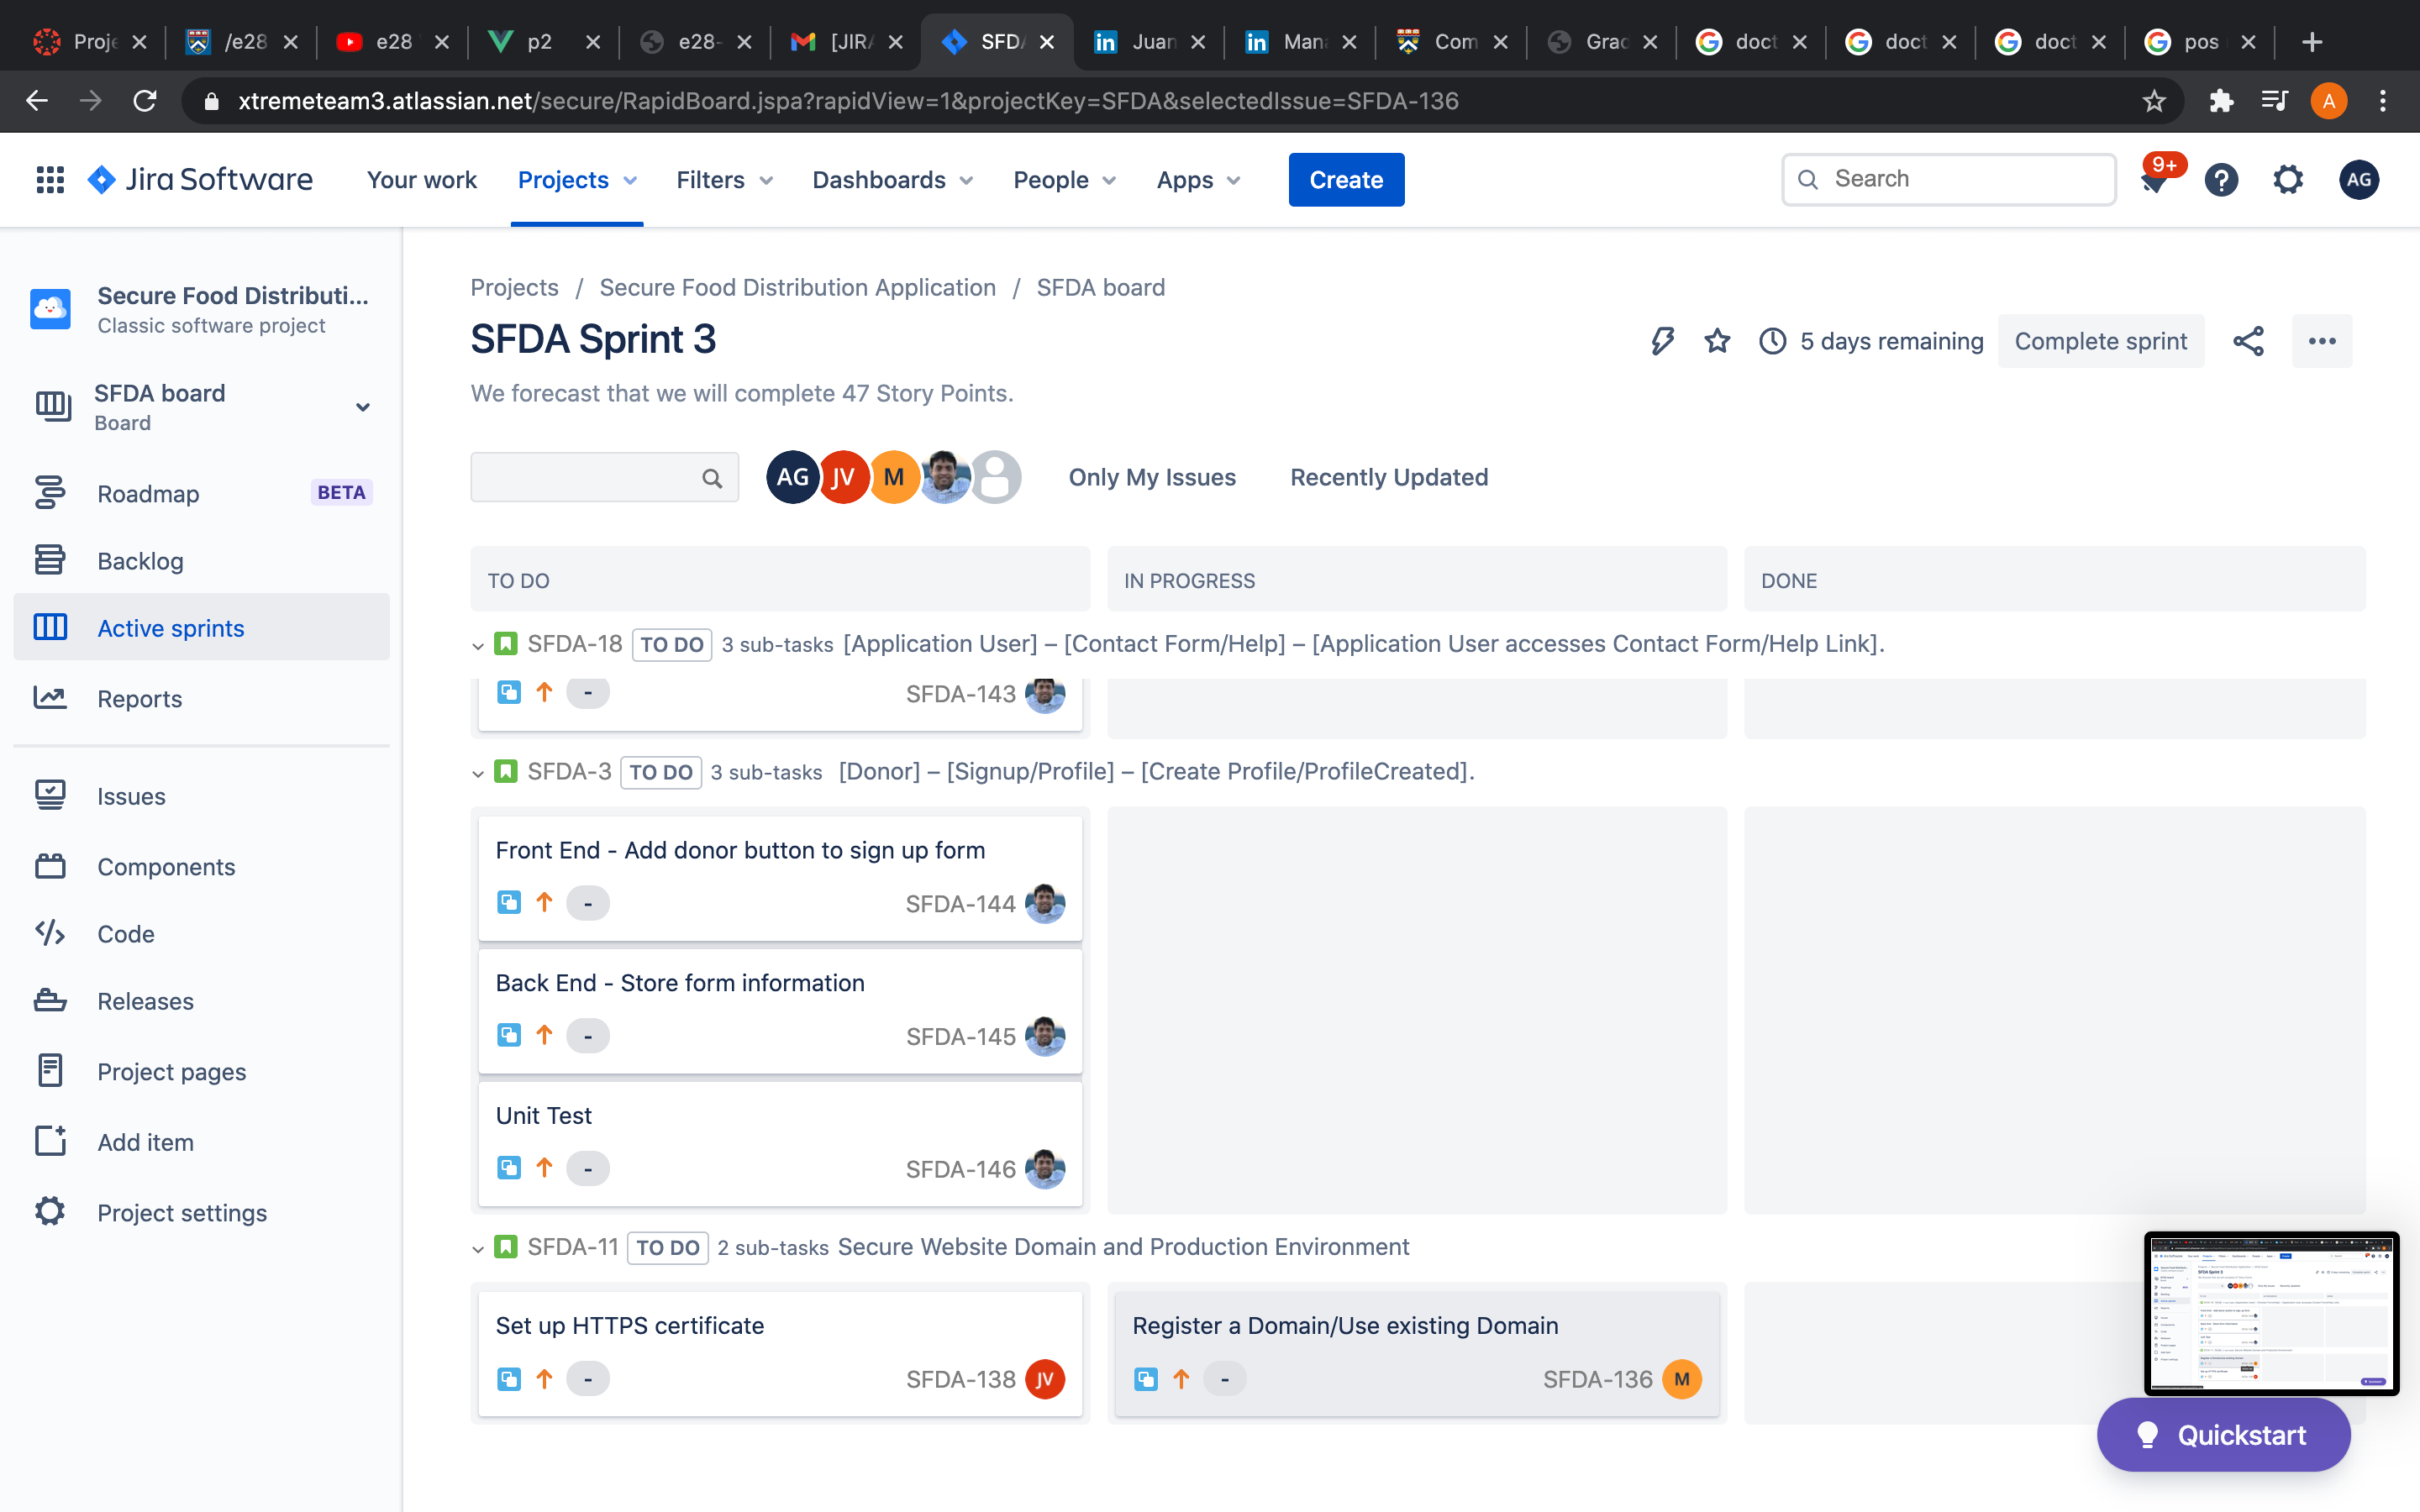 Proje
/e28
e28
p2
e28-
[JIRA
SFDA
Juan
Man
Com
Grad
doct
doct
doct
pos
xtremeteam3.atlassian.net/secure/RapidBoard.jspa?rapidView=1&projectKey=SFDA&selectedIssue=SFDA-136
A
Jira Software
Your work
Projects
Filters
Dashboards
People
Apps
Create
Search
9+
AG
Secure Food Distributi...
Classic software project
SFDA board
Board
Roadmap
BETA
Backlog
Active sprints
Reports
Issues
Components
Code
Releases
Project pages
Add item
Project settings
Projects / Secure Food Distribution Application / SFDA board
SFDA Sprint 3
5 days remaining
Complete sprint
We forecast that we will complete 47 Story Points.
AG
JV
M
Only My Issues
Recently Updated
TO DO
IN PROGRESS
DONE
SFDA-18 TO DO 3 sub-tasks [Application User] – [Contact Form/Help] – [Application User accesses Contact Form/Help Link].
- SFDA-143
SFDA-3 TO DO 3 sub-tasks [Donor] – [Signup/Profile] – [Create Profile/ProfileCreated].
Front End - Add donor button to sign up form
- SFDA-144
Back End - Store form information
- SFDA-145
Unit Test
- SFDA-146
SFDA-11 TO DO 2 sub-tasks Secure Website Domain and Production Environment
Set up HTTPS certificate
- SFDA-138 JV
Register a Domain/Use existing Domain
- SFDA-136 M
Quickstart